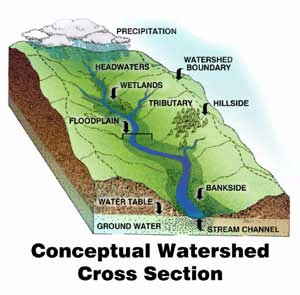 PRECIPITATION
HEADWATERS
WATERSHED
BOUNDARY
WETLANDS
TRIBUTARY
HILLSIDE
FLOODPLAIN
BANKSIDE
WATER TABLE
GROUND WATER
STREAM CHANNEL
Conceptual Watershed
Cross Section